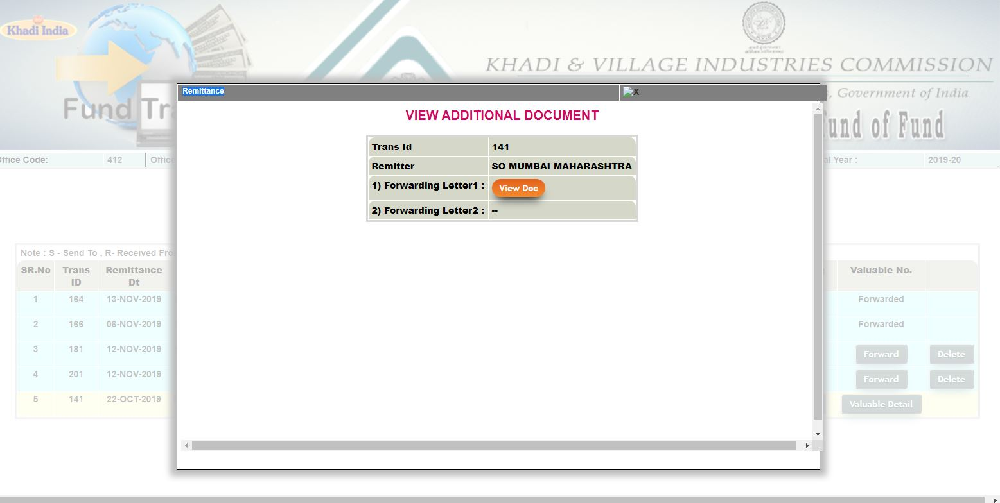 Khadi India
KHADI & VILLAGE INDUSTRIES COMMISSION
, Government of India
Fund Tra
Fund of Fund
Office Code: 412 Office
al Year : 2019-20
Remittance X
VIEW ADDITIONAL DOCUMENT
Trans Id 141
Remitter SO MUMBAI MAHARASHTRA
1) Forwarding Letter1 : View Doc
2) Forwarding Letter2 : --
Note : S - Send To , R- Received Fro
SR.No Trans ID Remittance Dt Valuable No.
1 164 13-NOV-2019 Forwarded
2 166 06-NOV-2019 Forwarded
3 181 12-NOV-2019 Forward Delete
4 201 12-NOV-2019 Forward Delete
5 141 22-OCT-2019 Valuable Detail